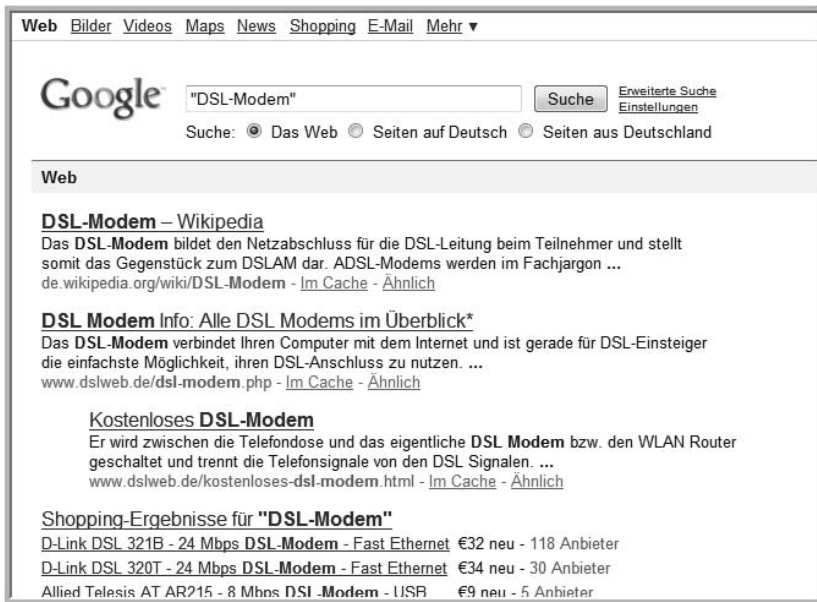 Web Bilder Videos Maps News Shopping E-Mail Mehr ▼
Google "DSL-Modem" Suche Erweiterte Suche
Einstellungen
Suche: Das Web Seiten auf Deutsch Seiten aus Deutschland
Web
DSL-Modem – Wikipedia
Das DSL-Modem bildet den Netzabschluss für die DSL-Leitung beim Teilnehmer und stellt
somit das Gegenstück zum DSLAM dar. ADSL-Modems werden im Fachjargon ...
de.wikipedia.org/wiki/DSL-Modem - Im Cache - Ähnlich
DSL Modem Info: Alle DSL Modems im Überblick*
Das DSL-Modem verbindet Ihren Computer mit dem Internet und ist gerade für DSL-Einsteiger
die einfachste Möglichkeit, ihren DSL-Anschluss zu nutzen. ...
www.dslweb.de/dsl-modem.php - Im Cache - Ähnlich
Kostenloses DSL-Modem
Er wird zwischen die Telefondose und das eigentliche DSL Modem bzw. den WLAN Router
geschaltet und trennt die Telefonsignale von den DSL Signalen. ...
www.dslweb.de/kostenloses-dsl-modem.html - Im Cache - Ähnlich
Shopping-Ergebnisse für "DSL-Modem"
D-Link DSL 321B - 24 Mbps DSL-Modem - Fast Ethernet €32 neu - 118 Anbieter
D-Link DSL 320T - 24 Mbps DSL-Modem - Fast Ethernet €34 neu - 30 Anbieter
Allied Telesis AT AR215 - 8 Mbps DSL-Modem - USB €9 neu - 5 Anbieter